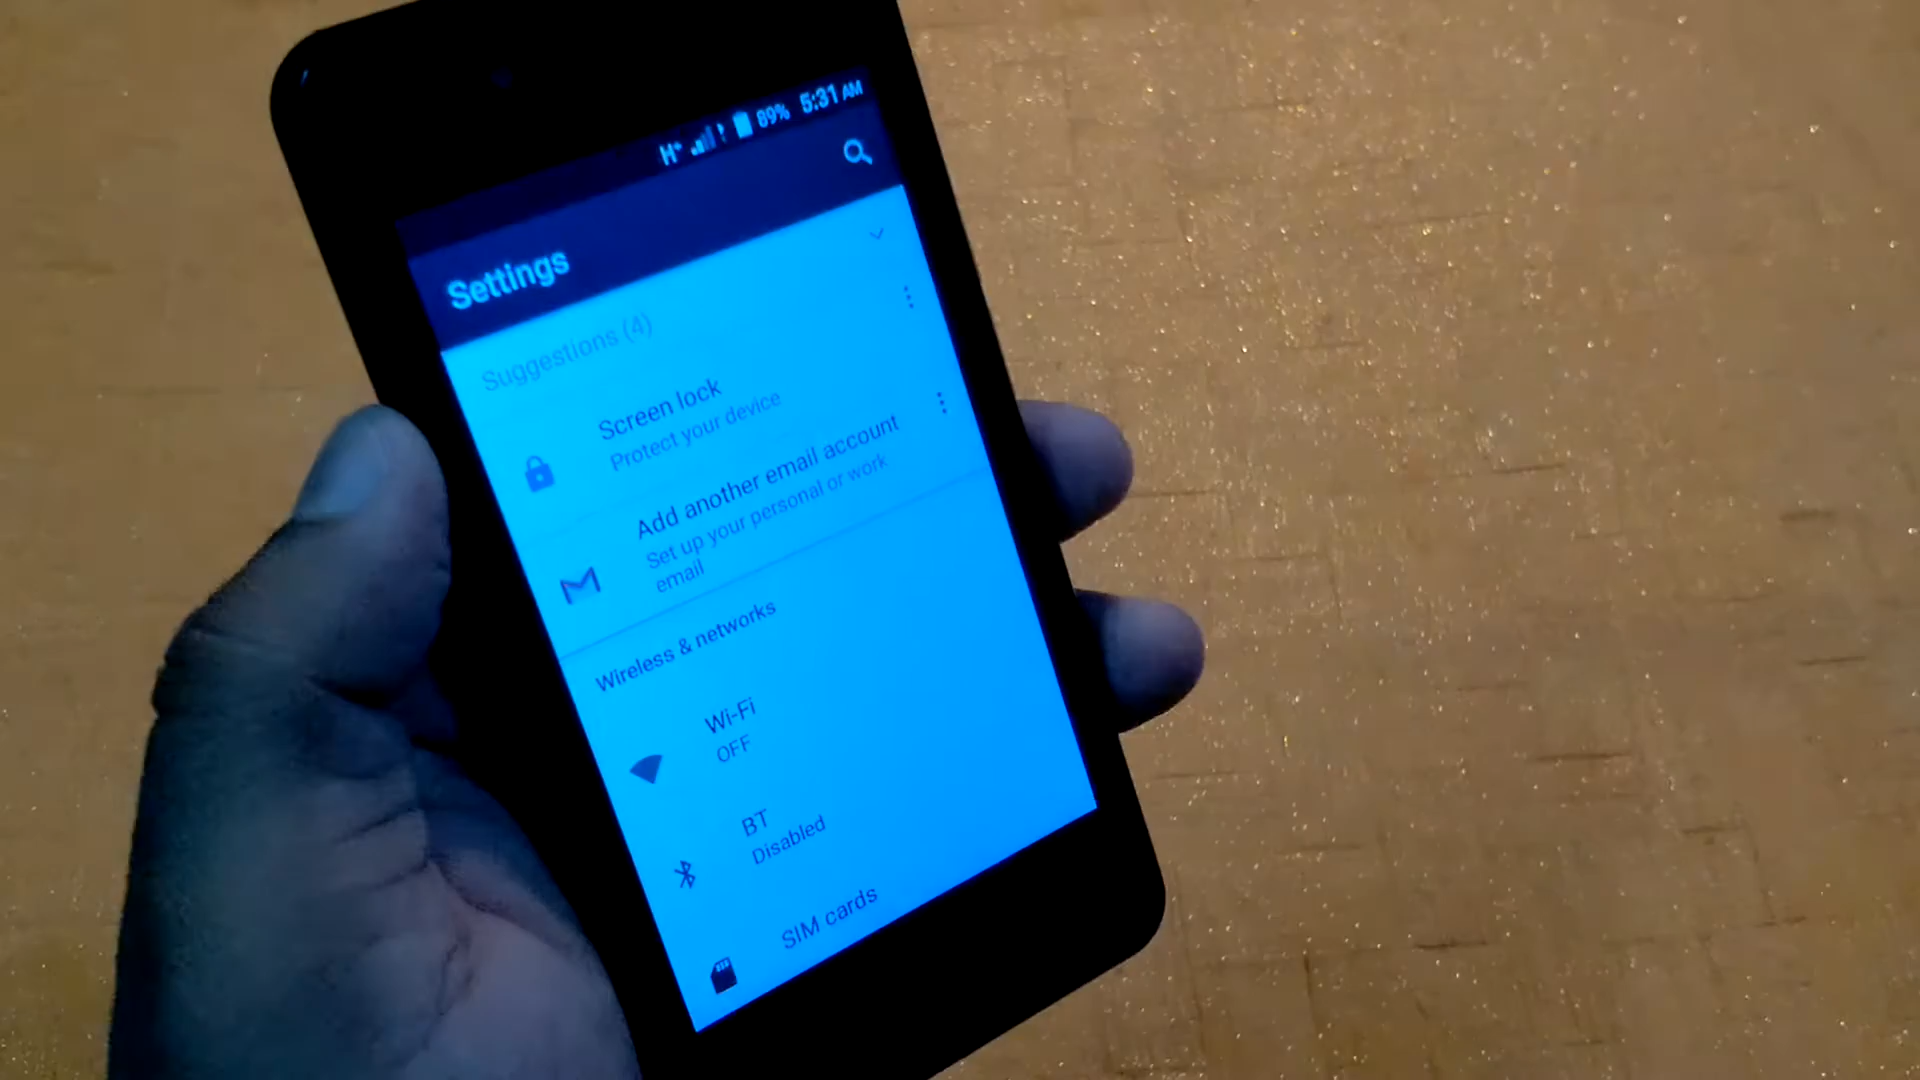 H+ 89% 5:31 AM
Settings
Suggestions (4)
Screen lock
Protect your device
Add another email account
Set up your personal or work
email
Wireless & networks
Wi-Fi
OFF
BT
Disabled
SIM cards